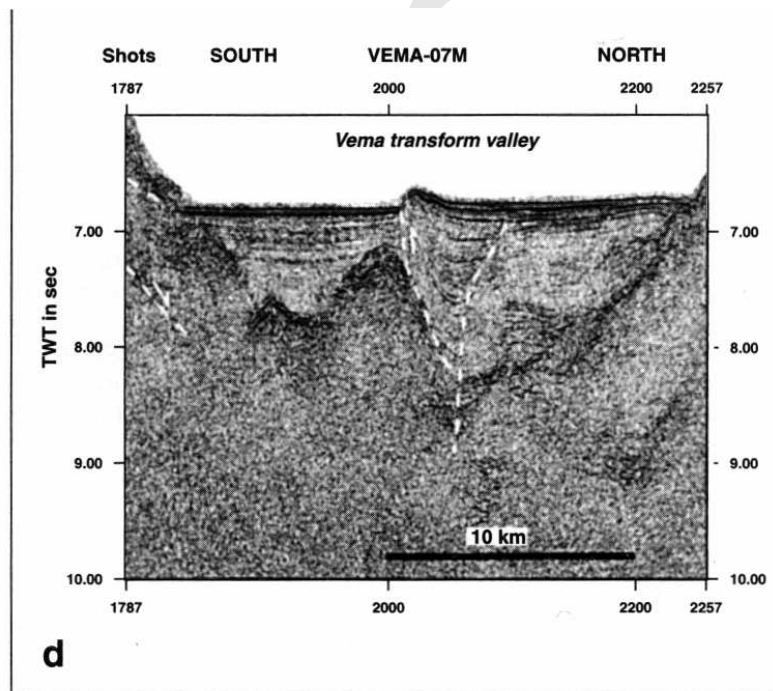 Shots SOUTH VEMA-07M NORTH
1787 2000 2200 2257
Vema transform valley
7.00 7.00
TWT in sec
8.00 8.00
9.00 9.00
10 km
10.00 10.00
1787 2000 2200 2257
d